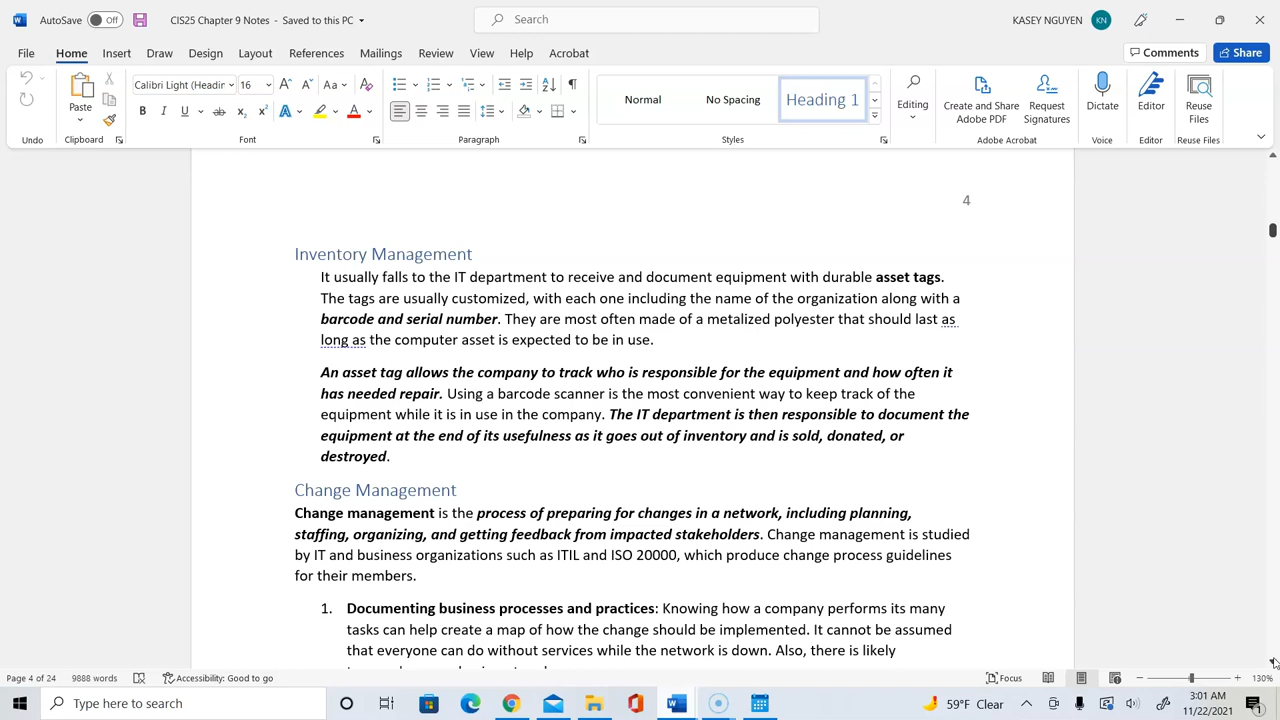 AutoSave Off CIS25 Chapter 9 Notes - Saved to this PC Search KASEY NGUYEN KN
File Home Insert Draw Design Layout References Mailings Review View Help Acrobat Comments Share
Calibri Light (Headir 16 Normal No Spacing Heading 1
Paste Editing Create and Share Adobe PDF Request Signatures Dictate Editor Reuse Files
Undo Clipboard Font Paragraph Styles Adobe Acrobat Voice Editor Reuse Files
4
Inventory Management
It usually falls to the IT department to receive and document equipment with durable asset tags.
The tags are usually customized, with each one including the name of the organization along with a
barcode and serial number. They are most often made of a metalized polyester that should last as
long as the computer asset is expected to be in use.
An asset tag allows the company to track who is responsible for the equipment and how often it
has needed repair. Using a barcode scanner is the most convenient way to keep track of the
equipment while it is in use in the company. The IT department is then responsible to document the
equipment at the end of its usefulness as it goes out of inventory and is sold, donated, or
destroyed.
Change Management
Change management is the process of preparing for changes in a network, including planning,
staffing, organizing, and getting feedback from impacted stakeholders. Change management is studied
by IT and business organizations such as ITIL and ISO 20000, which produce change process guidelines
for their members.
1. Documenting business processes and practices: Knowing how a company performs its many
tasks can help create a map of how the change should be implemented. It cannot be assumed
that everyone can do without services while the network is down. Also, there is likely
Page 4 of 24 9888 words Accessibility: Good to go Focus 130%
Type here to search 59°F Clear 3:01 AM
11/22/2021 1